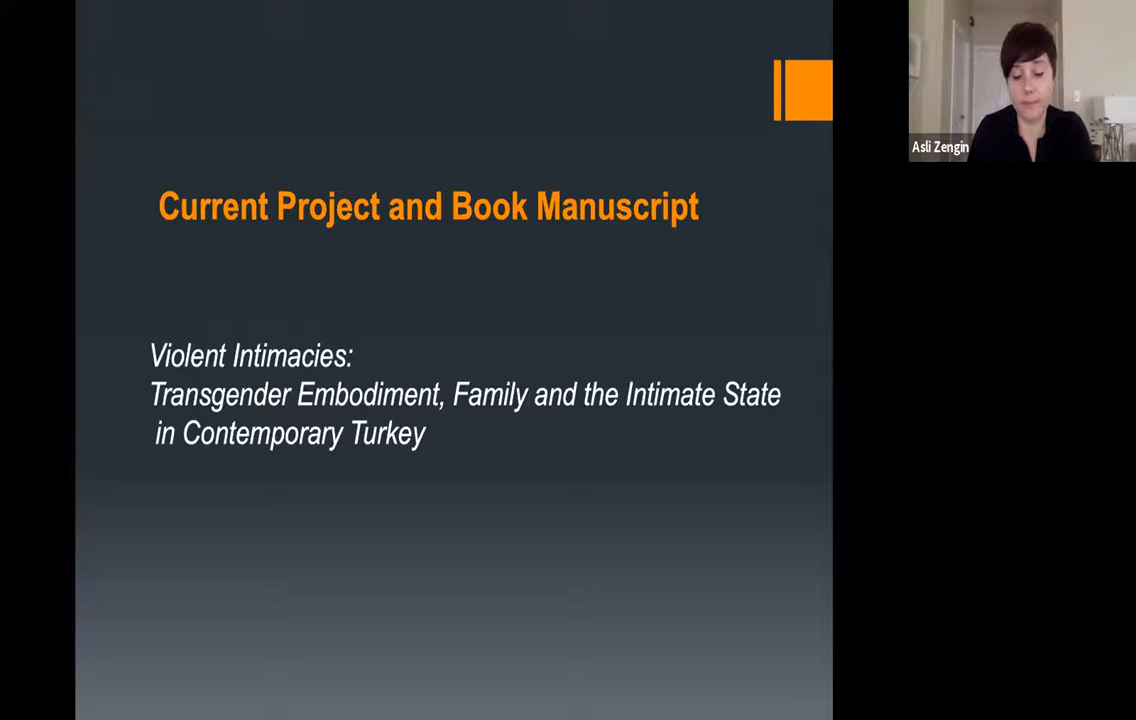 Current Project and Book Manuscript
Violent Intimacies:
Transgender Embodiment, Family and the Intimate State
in Contemporary Turkey
Asli Zengin